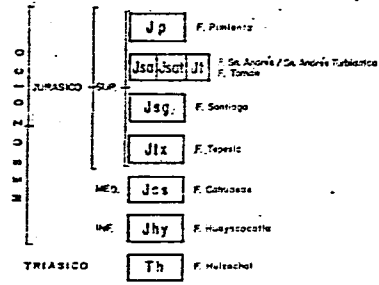 Jp F. Pimienta
Jsa Jsat Jt F. Sn. Andrés / Sn. Andrés Turbiditica
F. Taman
MESOZOICO JURASICO SUP. Jsg. F. Santiago
Jtx F. Tepexic
MED. Jcs F. Cahuasas
INF. Jhy F. Huayacocotla
TRIASICO Th F. Huizachal